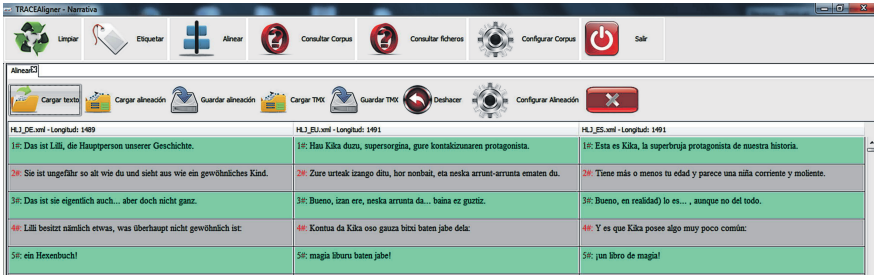 TRACEAligner - Narrativa
Limpiar Etiquetar Alinear Consultar Corpus Consultar ficheros Configurar Corpus Salir
Alinear
Cargar texto Cargar alineación Guardar alineación Cargar TMX Guardar TMX Deshacer Configurar Alineación
HLJ_DE.xml - Longitud: 1489 HLJ_EU.xml - Longitud: 1491 HLJ_ES.xml - Longitud: 1491
1#: Das ist Lilli, die Hauptperson unserer Geschichte. 1#: Hau Kika duzu, supersorgina, gure kontakizunaren protagonista. 1#: Esta es Kika, la superbruja protagonista de nuestra historia.
2#: Sie ist ungefähr so alt wie du und sieht aus wie ein gewöhnliches Kind. 2#: Zure urteak izango ditu, hor nonbait, eta neska arrunt-arrunta ematen du. 2#: Tiene más o menos tu edad y parece una niña corriente y moliente.
3#: Das ist sie eigentlich auch... aber doch nicht ganz. 3#: Bueno, izan ere, neska arrunta da... baina ez guztiz. 3#: Bueno, en realidad) lo es... , aunque no del todo.
4#: Lilli besitzt nämlich etwas, was überhaupt nicht gewöhnlich ist: 4#: Kontua da Kika oso gauza bitxi baten jabe dela: 4#: Y es que Kika posee algo muy poco común:
5#: ein Hexenbuch! 5#: magia liburu baten jabe! 5#: ¡un libro de magia!